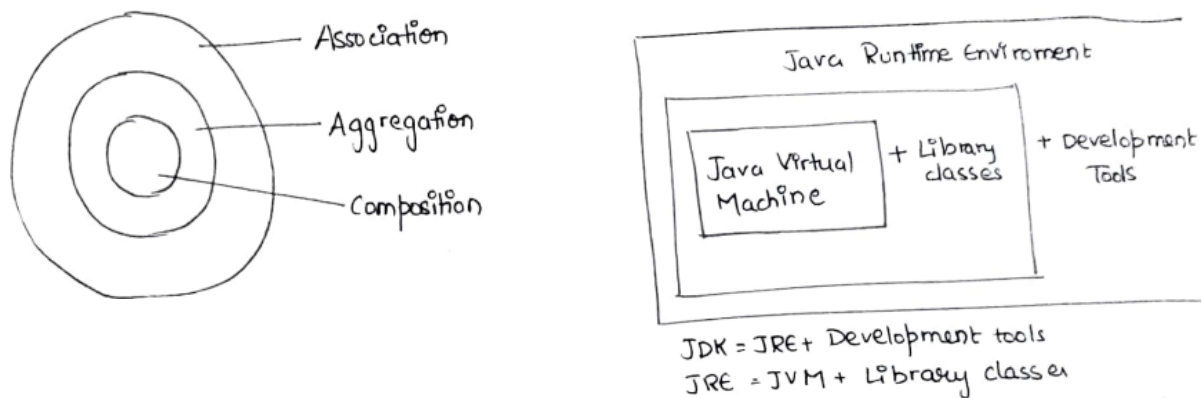 Association
Aggregation
Composition
Java Runtime Enviroment
Java Virtual
Machine
+ Library
classes
+ Development
Tools
JDK = JRE + Development tools
JRE = JVM + Library classes